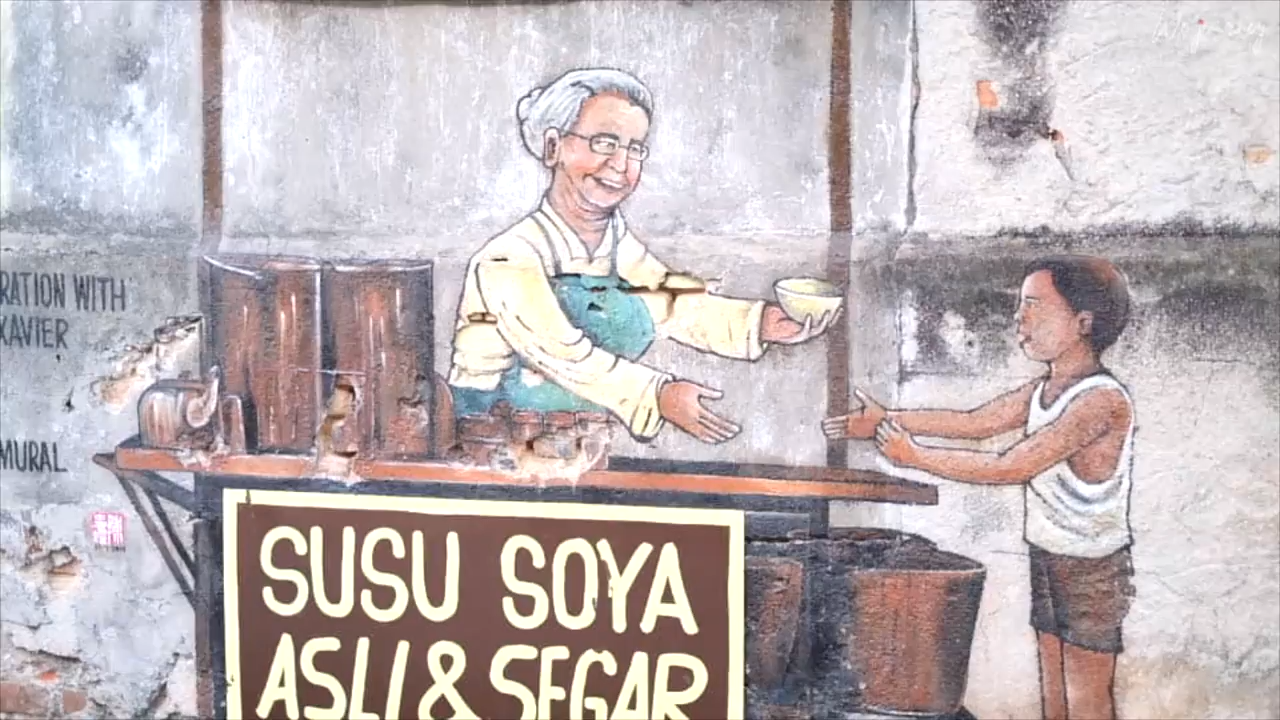 RATION WITH
XAVIER
MURAL
SUSU SOYA
ASLI & SEGAR